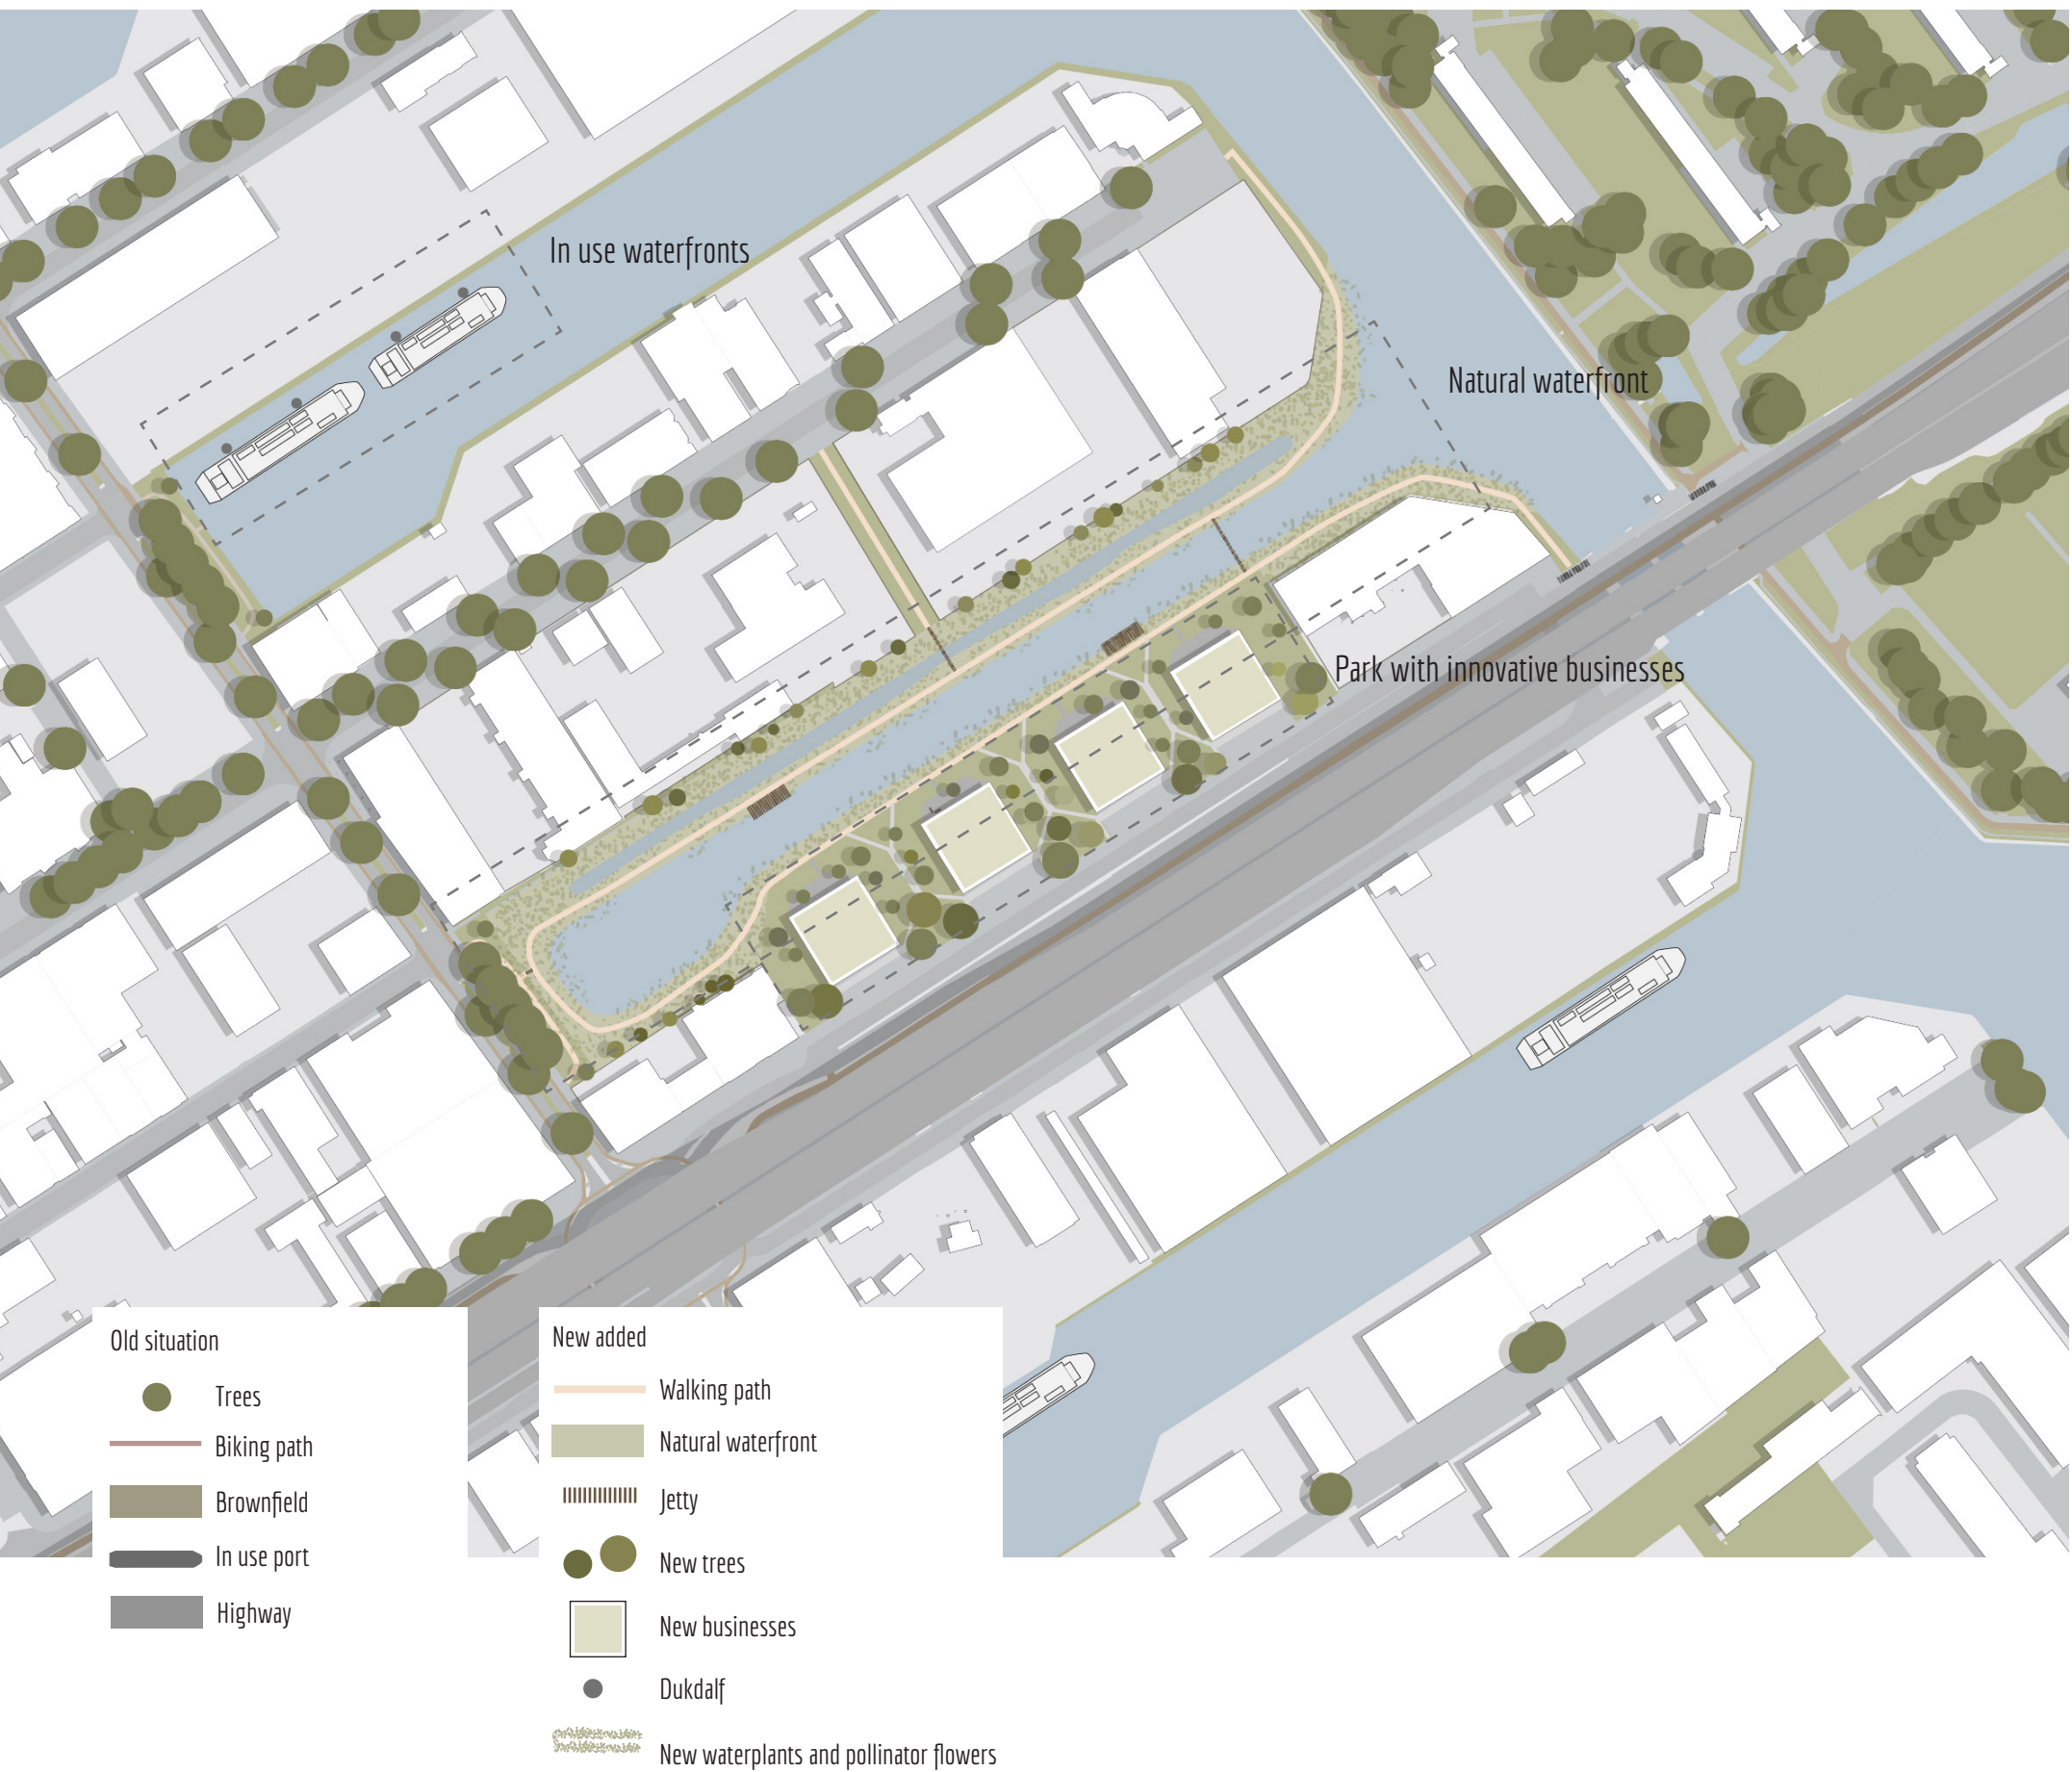 In use waterfronts
Natural waterfront
Park with innovative businesses
Old situation
Trees
Biking path
Brownfield
In use port
Highway
New added
Walking path
Natural waterfront
Jetty
New trees
New businesses
Dukdalf
New waterplants and pollinator flowers